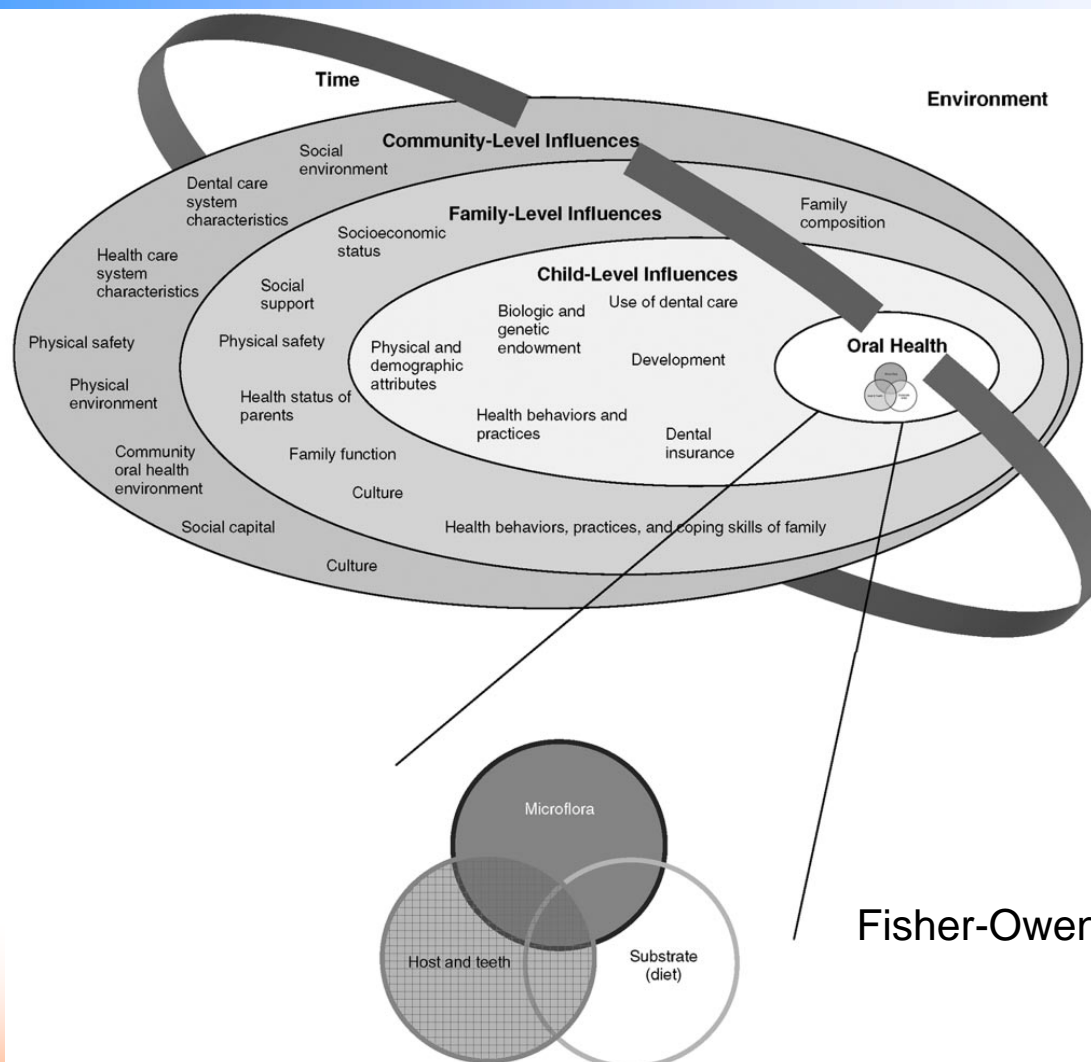 Time
Environment
Community-Level Influences
Social
environment
Dental care
system
characteristics
Health care
system
characteristics
Physical safety
Physical
environment
Community
oral health
environment
Social capital
Culture
Family-Level Influences
Family
composition
Socioeconomic
status
Social
support
Physical safety
Health status of
parents
Family function
Culture
Health behaviors, practices, and coping skills of family
Child-Level Influences
Use of dental care
Biologic and
genetic
endowment
Physical and
demographic
attributes
Development
Health behaviors and
practices
Dental
insurance
Oral Health
Microflora
Host and teeth
Substrate
(diet)
Fisher-Owen